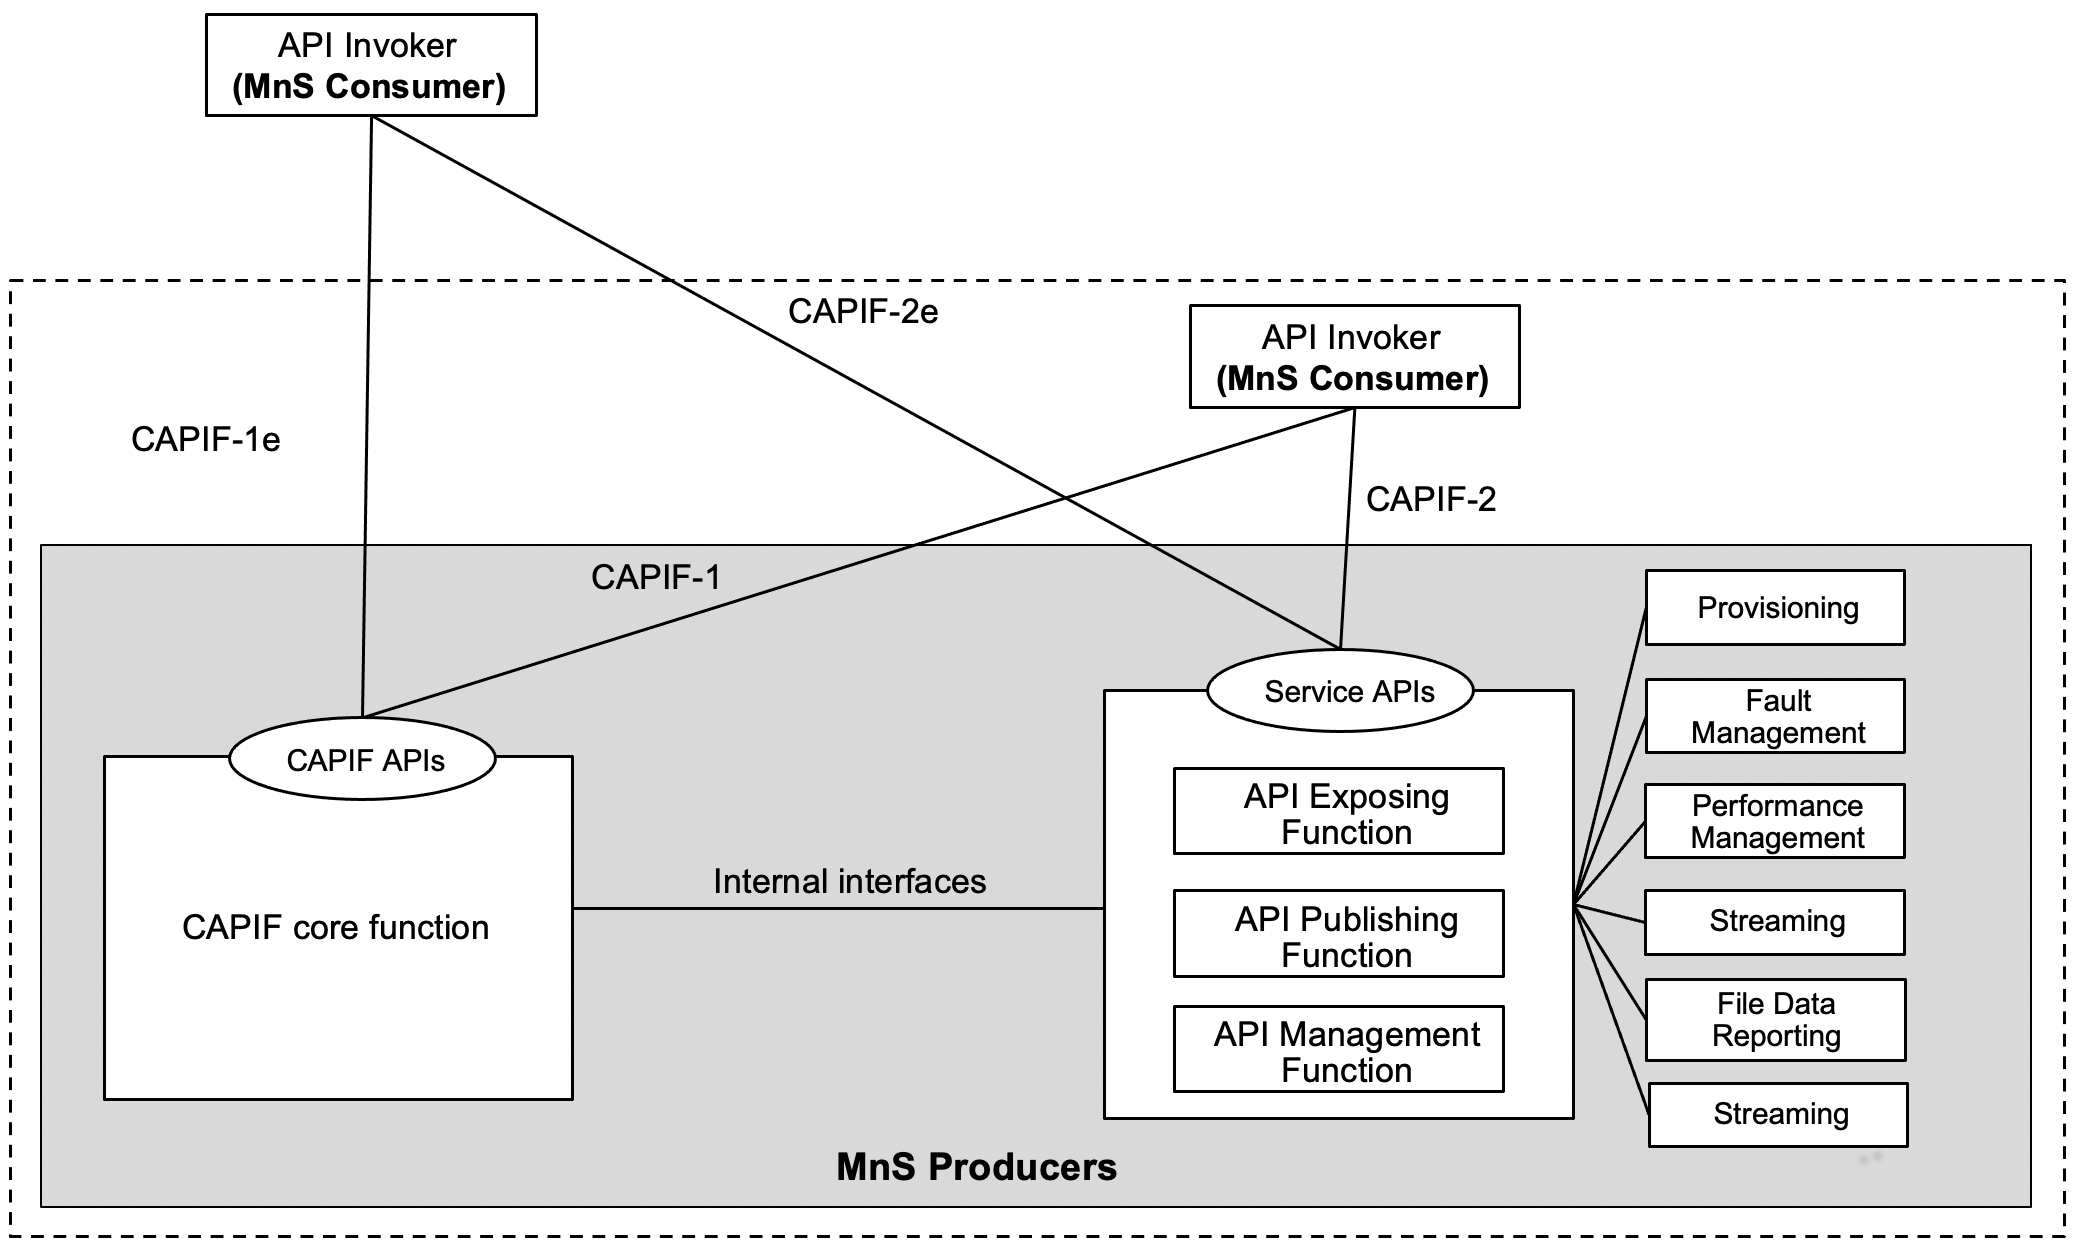 API Invoker
(MnS Consumer)
CAPIF-2e
API Invoker
(MnS Consumer)
CAPIF-1e
CAPIF-2
CAPIF-1
CAPIF APIs
CAPIF core function
Internal interfaces
Service APIs
API Exposing
Function
API Publishing
Function
API Management
Function
Provisioning
Fault
Management
Performance
Management
Streaming
File Data
Reporting
Streaming
MnS Producers